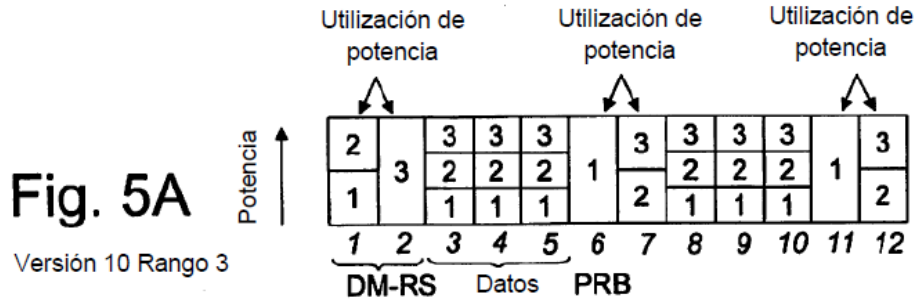 Utilización de potencia
Utilización de potencia
Utilización de potencia
Potencia
2 3 3 3 3 3 3 3 3
3 2 2 2 1 2 2 2 1
1 1 1 1 2 1 1 1 2
1 2 3 4 5 6 7 8 9 10 11 12
DM-RS Datos PRB
Fig. 5A
Versión 10 Rango 3